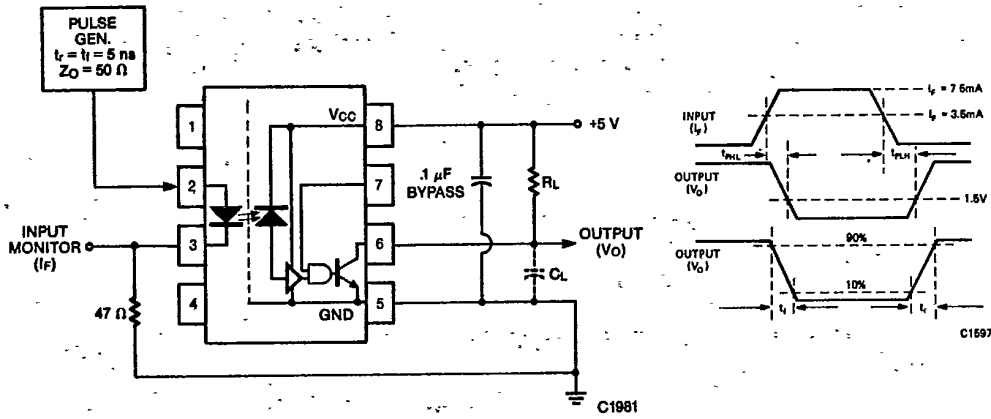 PULSE
GEN.
tr = tf = 5 ns
ZO = 50 Ω
1
2
3
4
8
7
6
5
VCC
GND
+5 V
.1 µF
BYPASS
RL
CL
OUTPUT
(VO)
INPUT
MONITOR
(IF)
47 Ω
C1981
INPUT
(IF)
IF = 7.5mA
IF = 3.5mA
tPHL
tPLH
OUTPUT
(VO)
1.5V
OUTPUT
(VO)
90%
10%
tf
tr
C1597